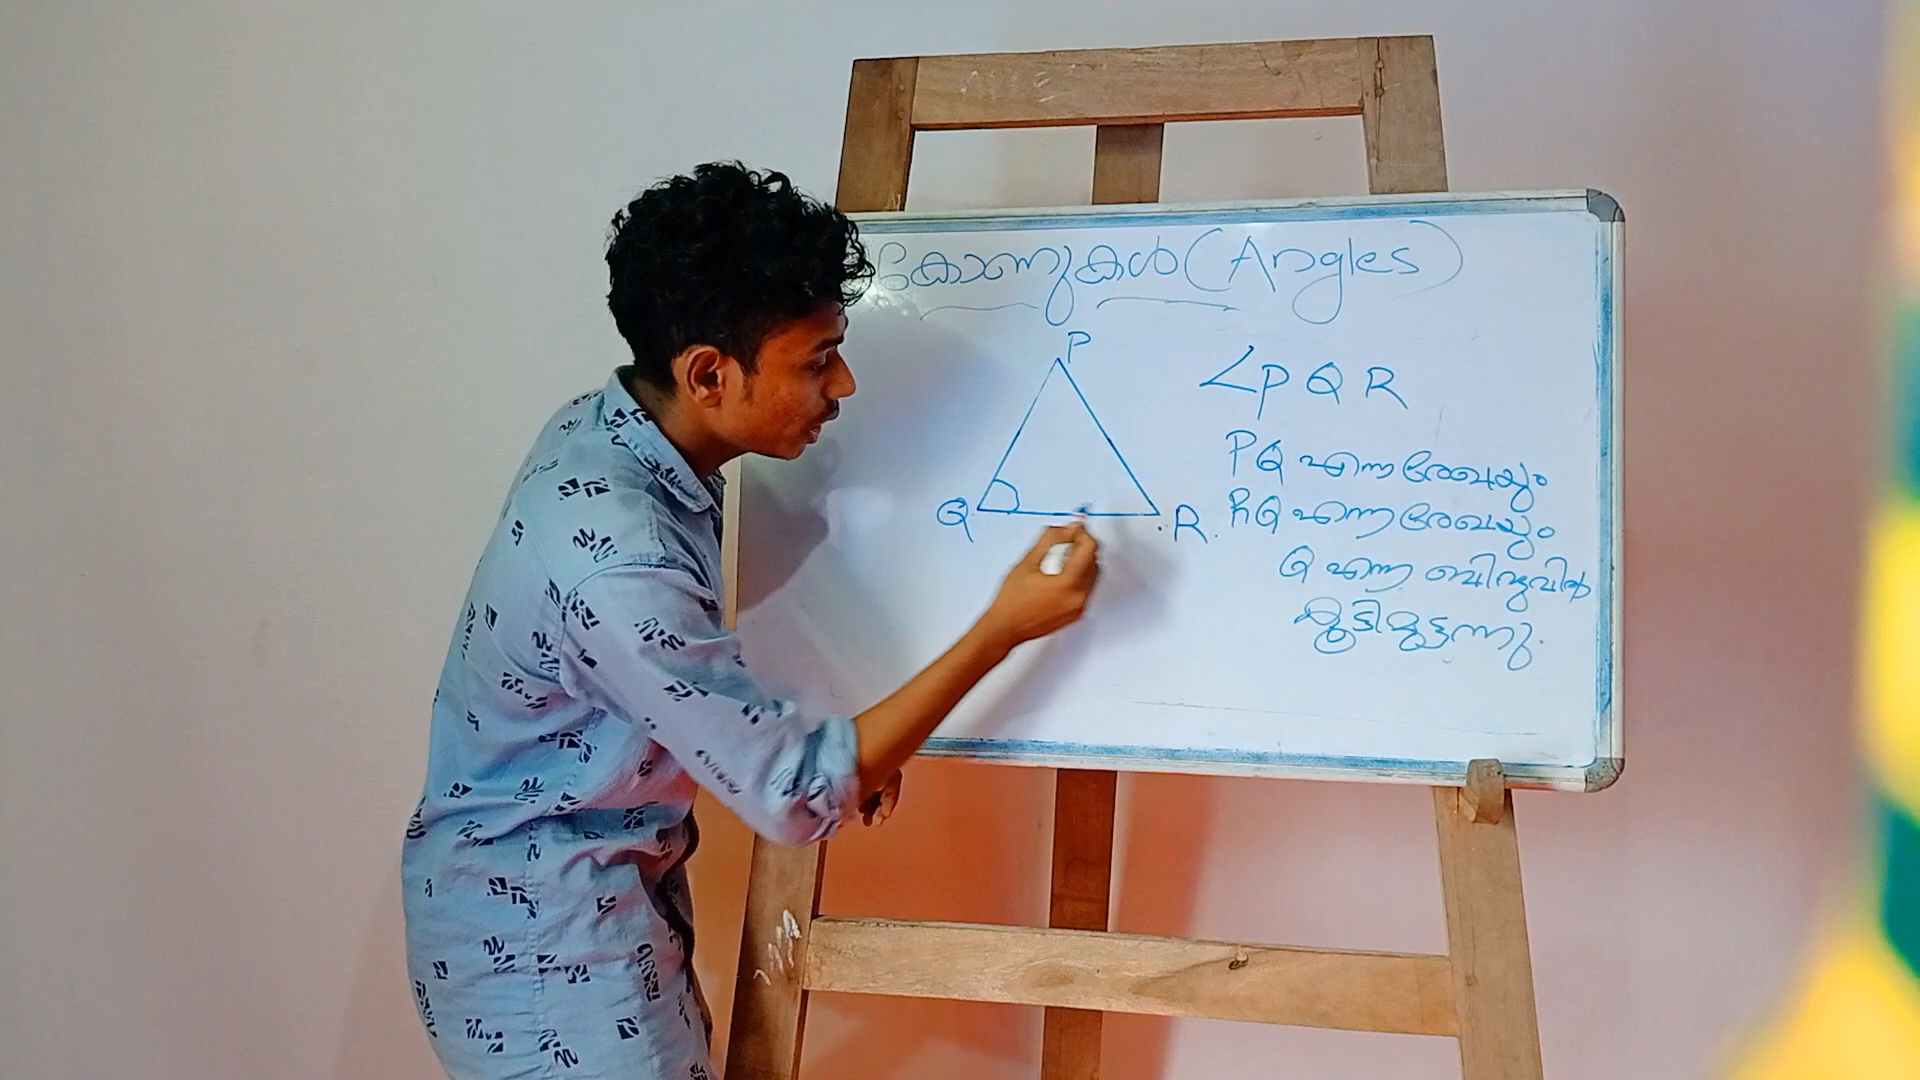 കോണുകൾ (Angles)
P
Q
R
∠PQR
PQ എന്ന രേഖയും
RQ എന്ന രേഖയും
Q എന്ന ബിന്ദുവിൽ
കൂട്ടിമുട്ടുന്നു.